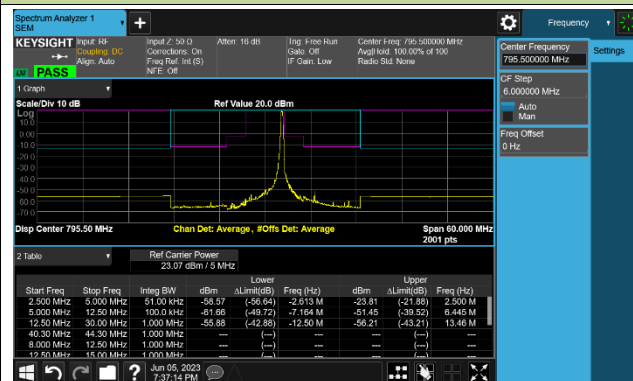 Spectrum Analyzer 1
SEM
Frequency
KEYSIGHT Input: RF Input Z: 50 Ω Atten: 16 dB Trig: Free Run Center Freq: 795.500000 MHz
Coupling: DC Corrections: On Gate: Off Avg|Hold: 100.00% of 100
Align: Auto Freq Ref: Int (S) IF Gain: Low Radio Std: None
NFE: Off
PASS
Center Frequency
795.500000 MHz
Settings
CF Step
6.000000 MHz
Auto
Man
Freq Offset
0 Hz
1 Graph
Scale/Div 10 dB Ref Value 20.0 dBm
Log
10.0
0.00
-10.0
-20.0
-30.0
-40.0
-50.0
-60.0
-70.0
Disp Center 795.50 MHz Chan Det: Average, #Offs Det: Average Span 60.000 MHz
2001 pts
2 Table Ref Carrier Power
23.07 dBm / 5 MHz
Lower Upper
Start Freq Stop Freq Integ BW dBm ΔLimit(dB) Freq (Hz) dBm ΔLimit(dB) Freq (Hz)
2.500 MHz 5.000 MHz 51.00 kHz -58.57 (-56.64) -2.613 M -23.81 (-21.88) 2.500 M
5.000 MHz 12.50 MHz 100.0 kHz -61.66 (-49.72) -7.164 M -51.45 (-39.52) 6.445 M
12.50 MHz 30.00 MHz 1.000 MHz -55.88 (-42.88) -12.50 M -56.21 (-43.21) 13.46 M
40.30 MHz 44.30 MHz 1.000 MHz --- (---) --- --- (---) ---
8.000 MHz 12.50 MHz 1.000 MHz --- (---) --- --- (---) ---
12.50 MHz 15.00 MHz 1.000 MHz --- (---) --- --- (---) ---
Jun 05, 2023
7:37:14 PM